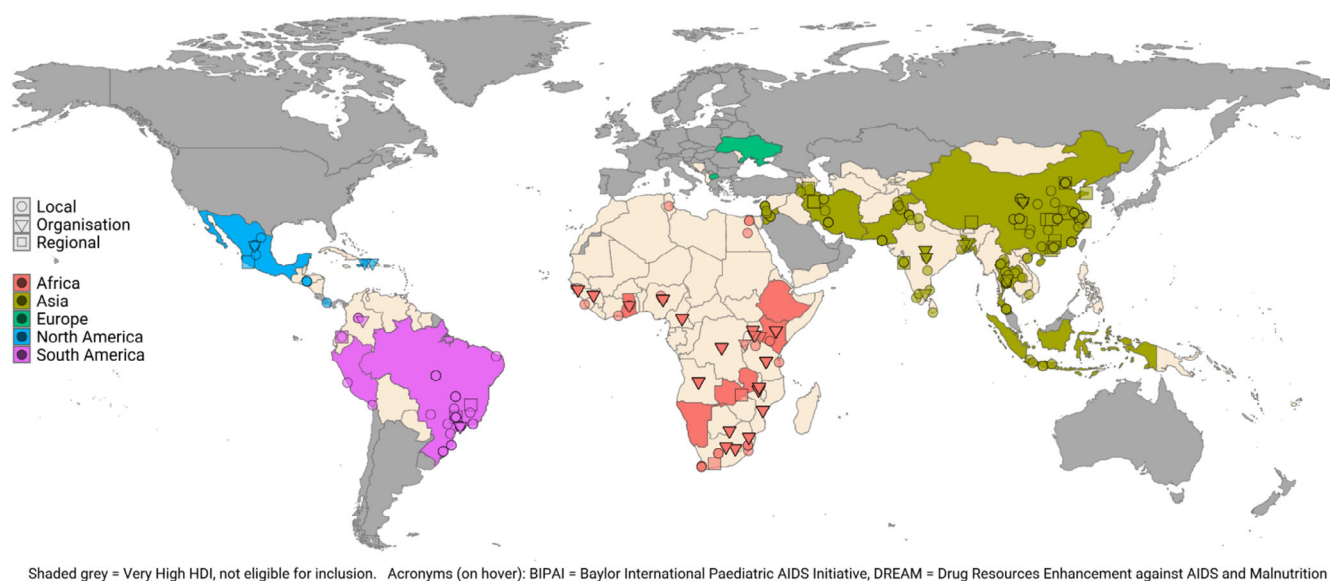 Local
Organisation
Regional
Africa
Asia
Europe
North America
South America
Shaded grey = Very High HDI, not eligible for inclusion. Acronyms (on hover): BIPAI = Baylor International Paediatric AIDS Initiative, DREAM = Drug Resources Enhancement against AIDS and Malnutrition